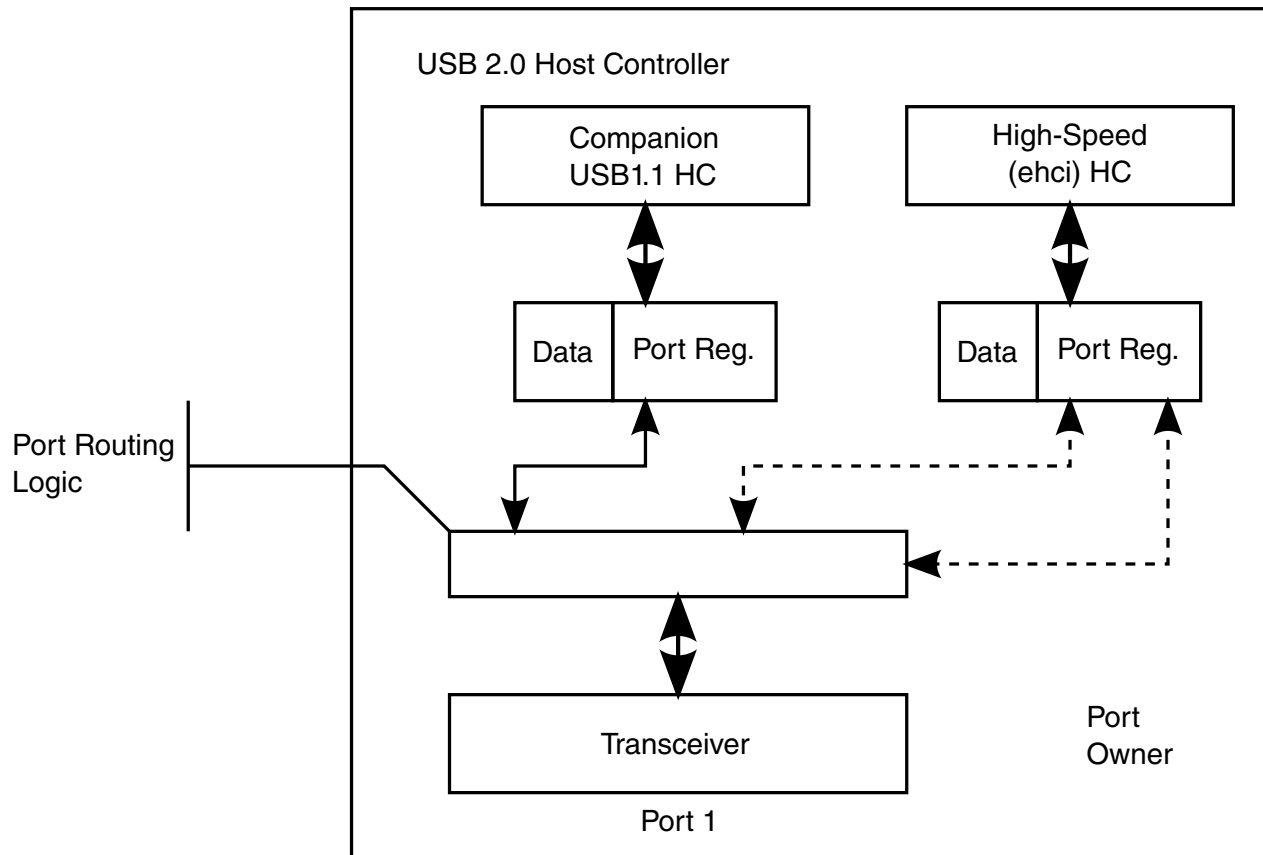 USB 2.0 Host Controller
Companion
USB1.1 HC
High-Speed
(ehci) HC
Data
Port Reg.
Data
Port Reg.
Port Routing
Logic
Transceiver
Port
Owner
Port 1